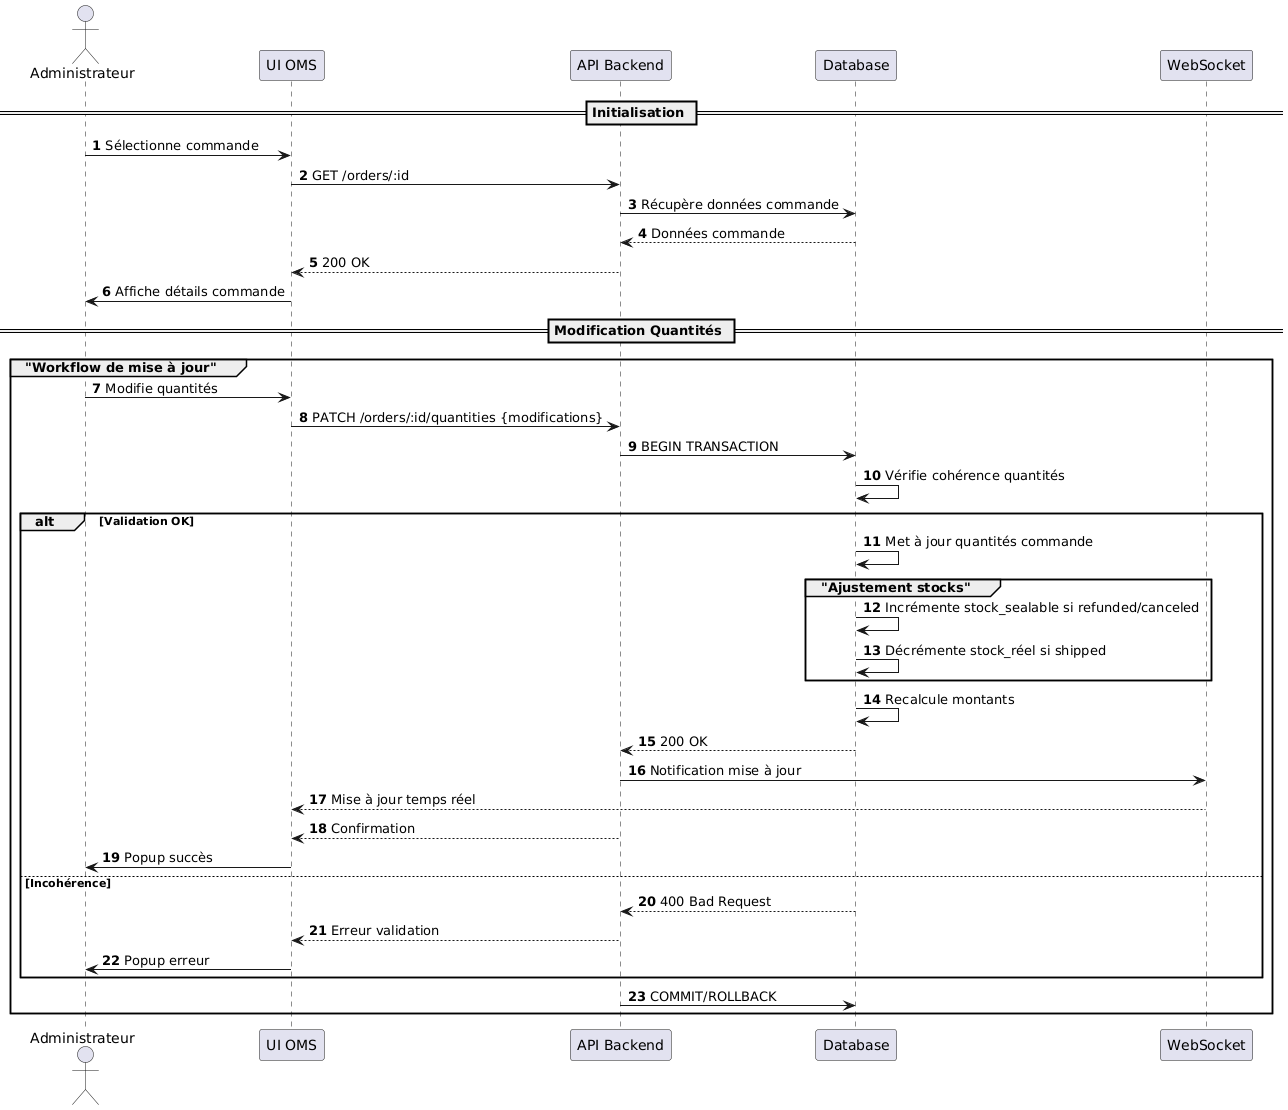 Administrateur
UI OMS
API Backend
Database
WebSocket
Initialisation
1 Sélectionne commande
2 GET /orders/:id
3 Récupère données commande
4 Données commande
5 200 OK
6 Affiche détails commande
Modification Quantités
"Workflow de mise à jour"
7 Modifie quantités
8 PATCH /orders/:id/quantities {modifications}
9 BEGIN TRANSACTION
10 Vérifie cohérence quantités
alt [Validation OK]
11 Met à jour quantités commande
"Ajustement stocks"
12 Incrémente stock_sealable si refunded/canceled
13 Décrémente stock_réel si shipped
14 Recalcule montants
15 200 OK
16 Notification mise à jour
17 Mise à jour temps réel
18 Confirmation
19 Popup succès
[Incohérence]
20 400 Bad Request
21 Erreur validation
22 Popup erreur
23 COMMIT/ROLLBACK
Administrateur
UI OMS
API Backend
Database
WebSocket